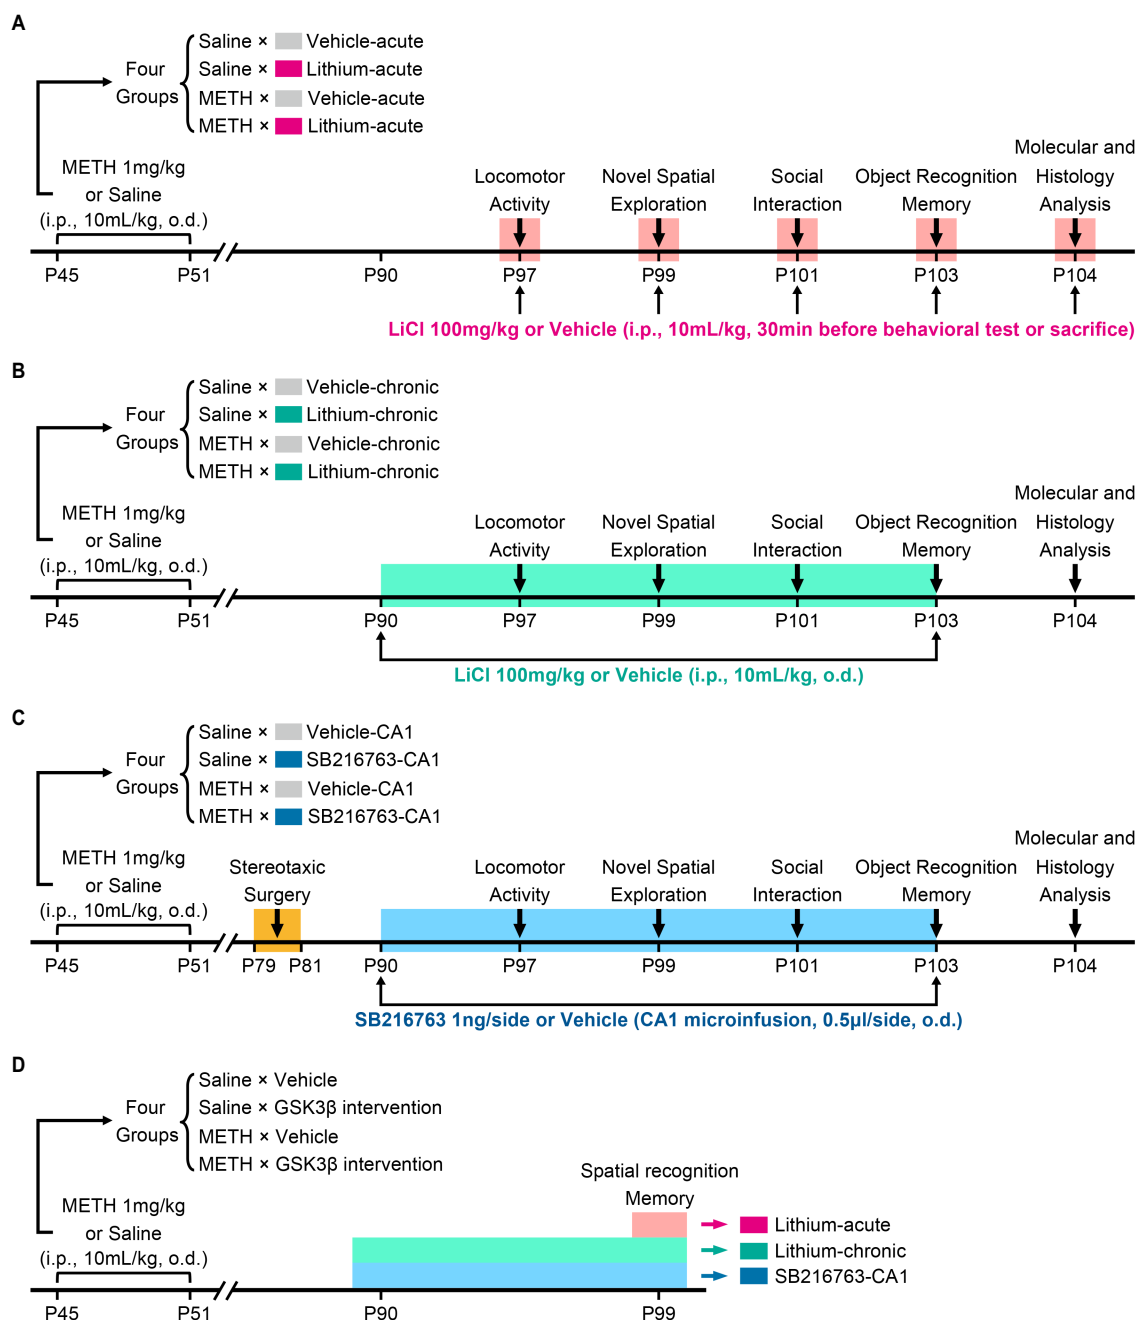 A
Saline × Vehicle-acute
Saline × Lithium-acute
METH × Vehicle-acute
METH × Lithium-acute
Four
Groups
METH 1mg/kg
or Saline
(i.p., 10mL/kg, o.d.)
Locomotor
Activity
Novel Spatial
Exploration
Social
Interaction
Object Recognition
Memory
Molecular and
Histology
Analysis
P45 P51 P90 P97 P99 P101 P103 P104
LiCl 100mg/kg or Vehicle (i.p., 10mL/kg, 30min before behavioral test or sacrifice)
B
Saline × Vehicle-chronic
Saline × Lithium-chronic
METH × Vehicle-chronic
METH × Lithium-chronic
Four
Groups
METH 1mg/kg
or Saline
(i.p., 10mL/kg, o.d.)
Locomotor
Activity
Novel Spatial
Exploration
Social
Interaction
Object Recognition
Memory
Molecular and
Histology
Analysis
P45 P51 P90 P97 P99 P101 P103 P104
LiCl 100mg/kg or Vehicle (i.p., 10mL/kg, o.d.)
C
Saline × Vehicle-CA1
Saline × SB216763-CA1
METH × Vehicle-CA1
METH × SB216763-CA1
Four
Groups
METH 1mg/kg
or Saline
(i.p., 10mL/kg, o.d.)
Stereotaxic
Surgery
Locomotor
Activity
Novel Spatial
Exploration
Social
Interaction
Object Recognition
Memory
Molecular and
Histology
Analysis
P45 P51 P79 P81 P90 P97 P99 P101 P103 P104
SB216763 1ng/side or Vehicle (CA1 microinfusion, 0.5μl/side, o.d.)
D
Saline × Vehicle
Saline × GSK3β intervention
METH × Vehicle
METH × GSK3β intervention
Four
Groups
METH 1mg/kg
or Saline
(i.p., 10mL/kg, o.d.)
Spatial recognition
Memory
Lithium-acute
Lithium-chronic
SB216763-CA1
P45 P51 P90 P99